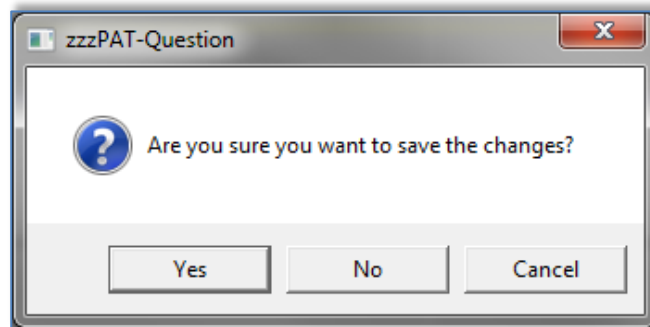 zzzPAT-Question
Are you sure you want to save the changes?
Yes No Cancel